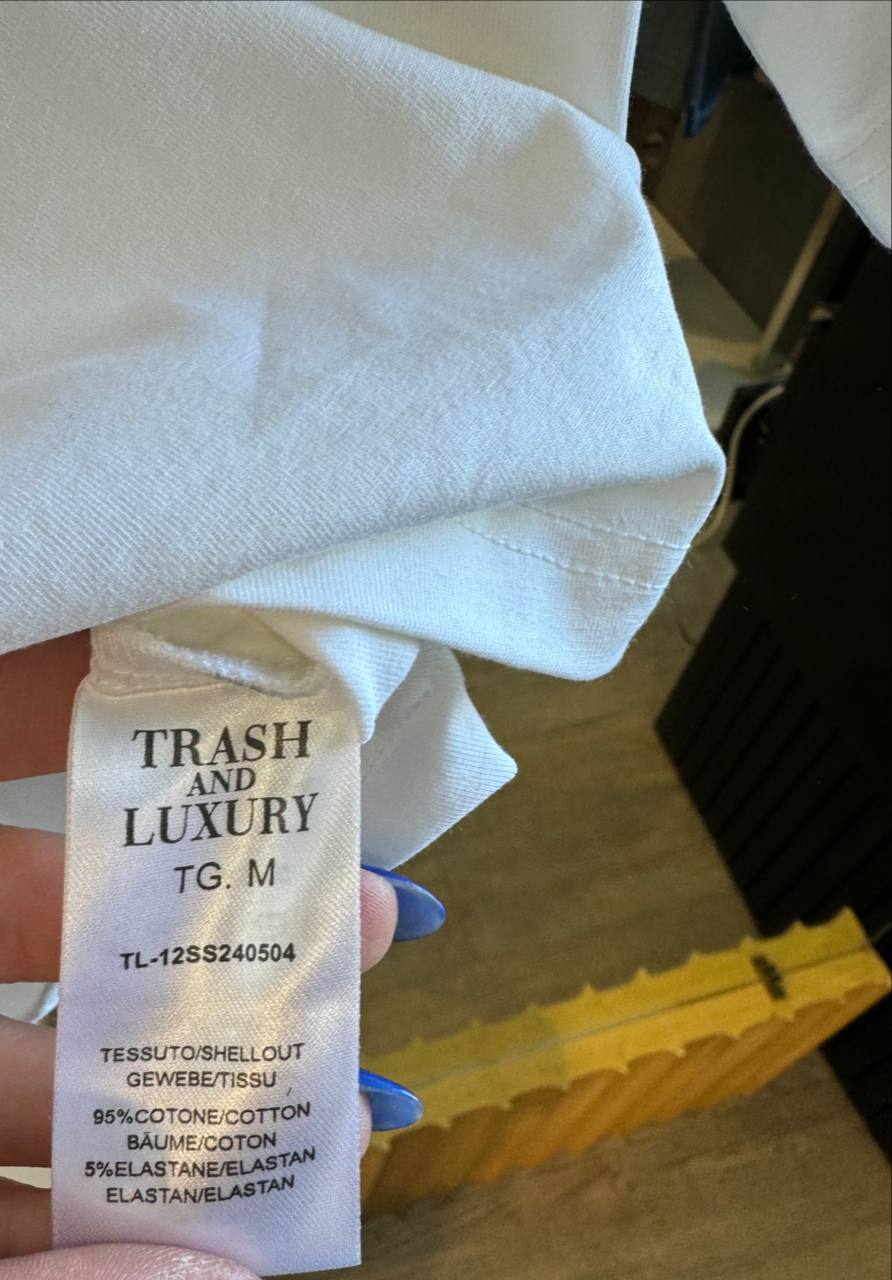 TRASH
AND
LUXURY
TG. M
TL-12SS240504
TESSUTO/SHELLOUT
GEWEBE/TISSU
95%COTONE/COTTON
BÄUME/COTON
5%ELASTANE/ELASTAN
ELASTAN/ELASTAN